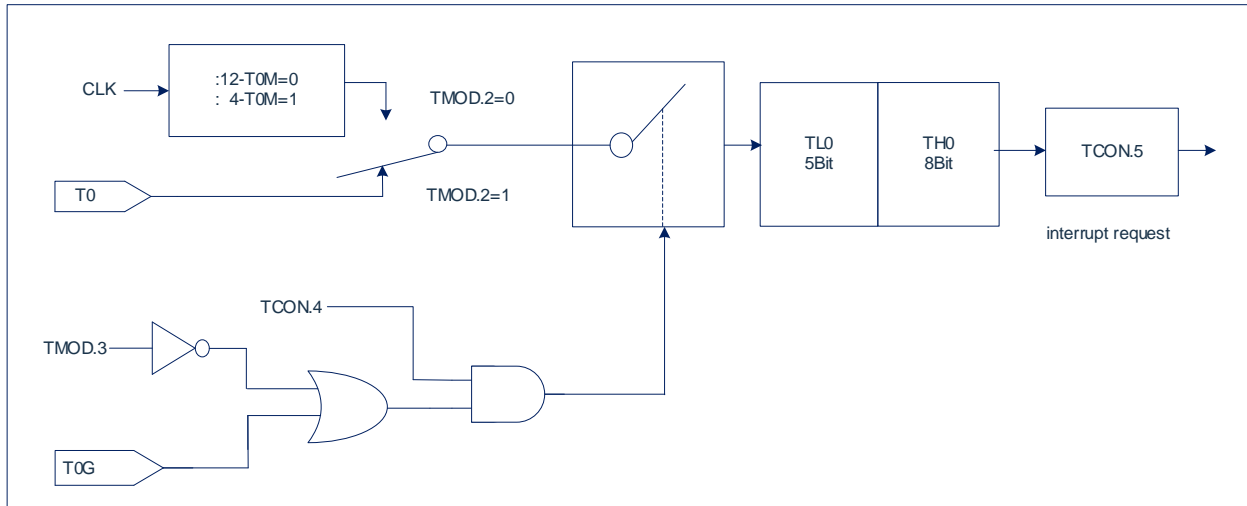 CLK
:12-T0M=0
: 4-T0M=1
TMOD.2=0
T0
TMOD.2=1
TL0
5Bit
TH0
8Bit
TCON.5
interrupt request
TCON.4
TMOD.3
T0G